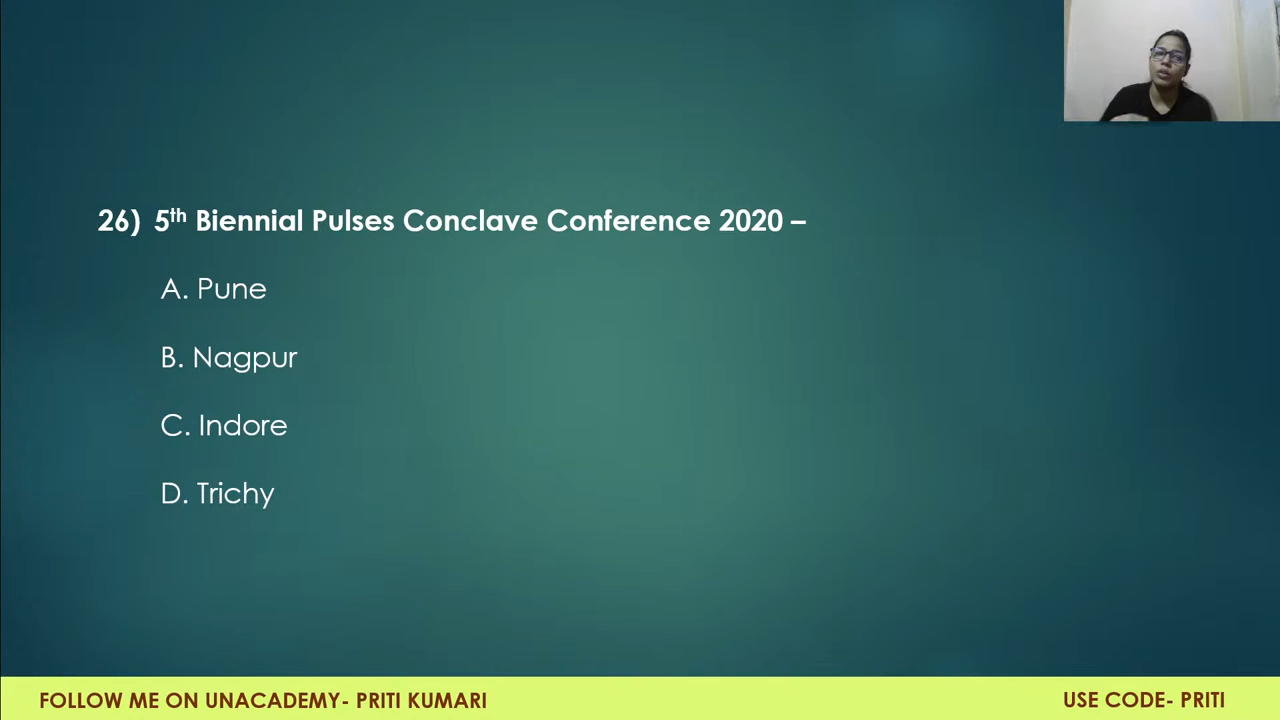 26) 5th Biennial Pulses Conclave Conference 2020 –
A. Pune
B. Nagpur
C. Indore
D. Trichy
FOLLOW ME ON UNACADEMY- PRITI KUMARI
USE CODE- PRITI